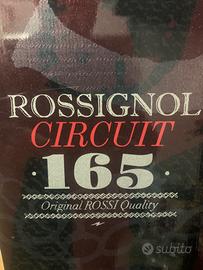 ROSSIGNOL
CIRCUIT
· 165 ·
Original ROSSI Quality
subito